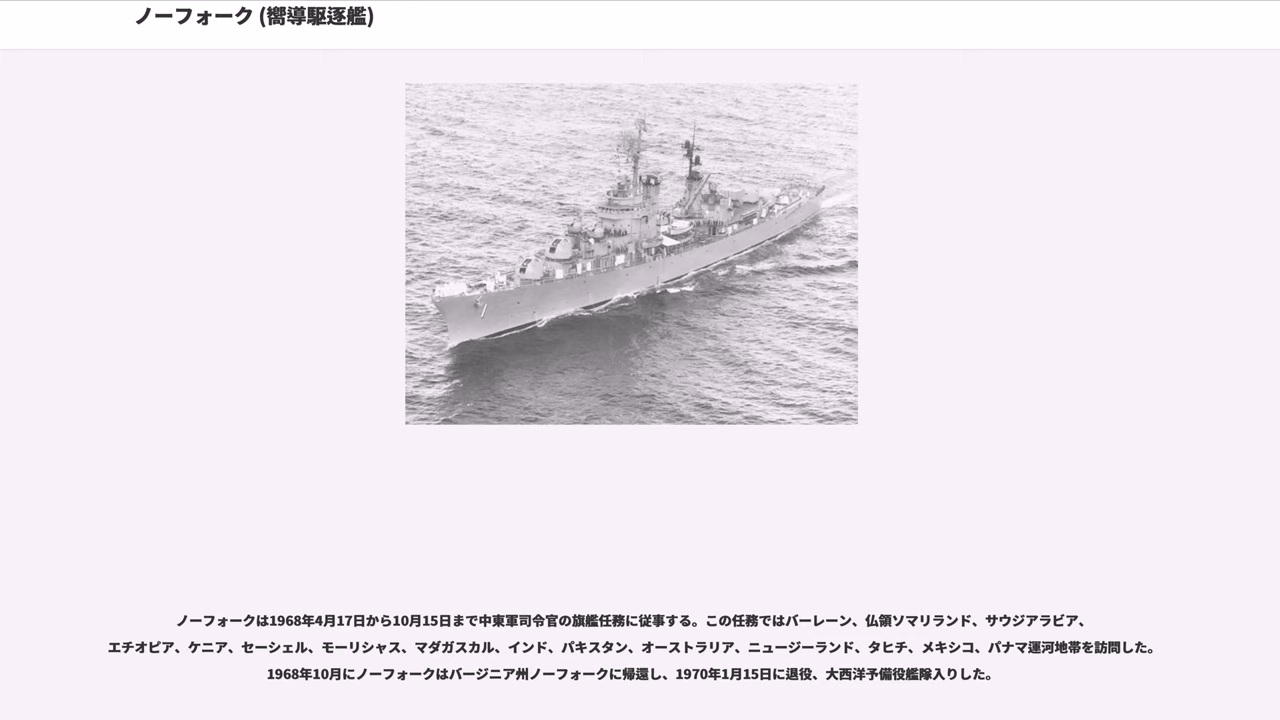 ノーフォーク (嚮導駆逐艦)
1
ノーフォークは1968年4月17日から10月15日まで中東軍司令官の旗艦任務に従事する。この任務ではバーレーン、仏領ソマリランド、サウジアラビア、
エチオピア、ケニア、セーシェル、モーリシャス、マダガスカル、インド、パキスタン、オーストラリア、ニュージーランド、タヒチ、メキシコ、パナマ運河地帯を訪問した。
1968年10月にノーフォークはバージニア州ノーフォークに帰還し、1970年1月15日に退役、大西洋予備役艦隊入りした。